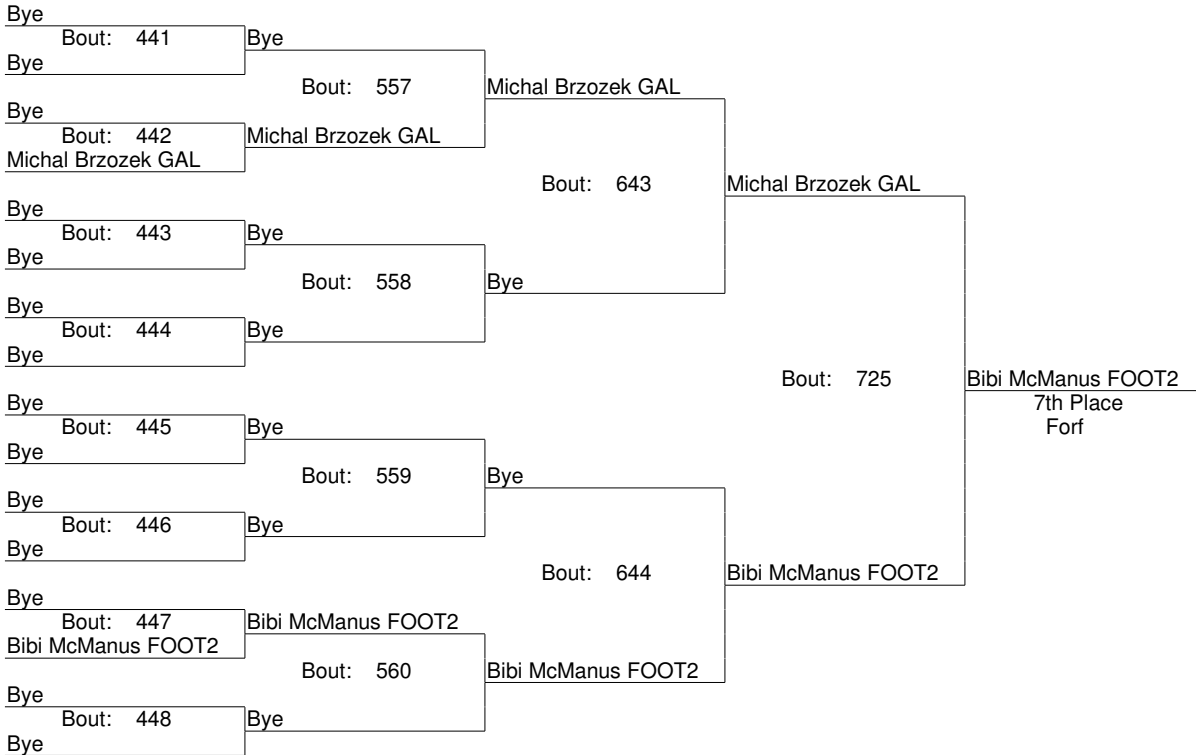 Bye
Bout: 441 Bye
Bye
Bout: 557 Michal Brzozek GAL
Bye
Bout: 442 Michal Brzozek GAL
Michal Brzozek GAL
Bout: 643 Michal Brzozek GAL
Bye
Bout: 443 Bye
Bye
Bout: 558 Bye
Bye
Bout: 444 Bye
Bye
Bout: 725 Bibi McManus FOOT2
Bye 7th Place
Bout: 445 Bye Forf
Bye
Bout: 559 Bye
Bye
Bout: 446 Bye
Bye
Bout: 644 Bibi McManus FOOT2
Bye
Bout: 447 Bibi McManus FOOT2
Bibi McManus FOOT2
Bout: 560 Bibi McManus FOOT2
Bye
Bout: 448 Bye
Bye